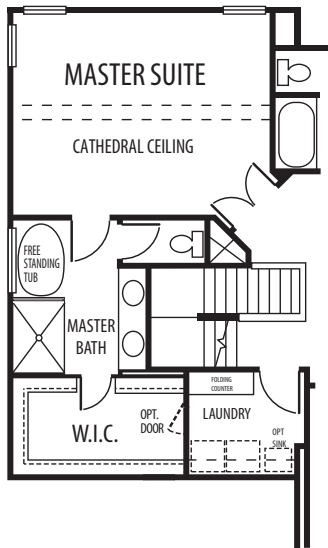 MASTER SUITE
CATHEDRAL CEILING
FREE
STANDING
TUB
MASTER
BATH
W.I.C.
OPT.
DOOR
FOLDING
COUNTER
LAUNDRY
OPT
SINK